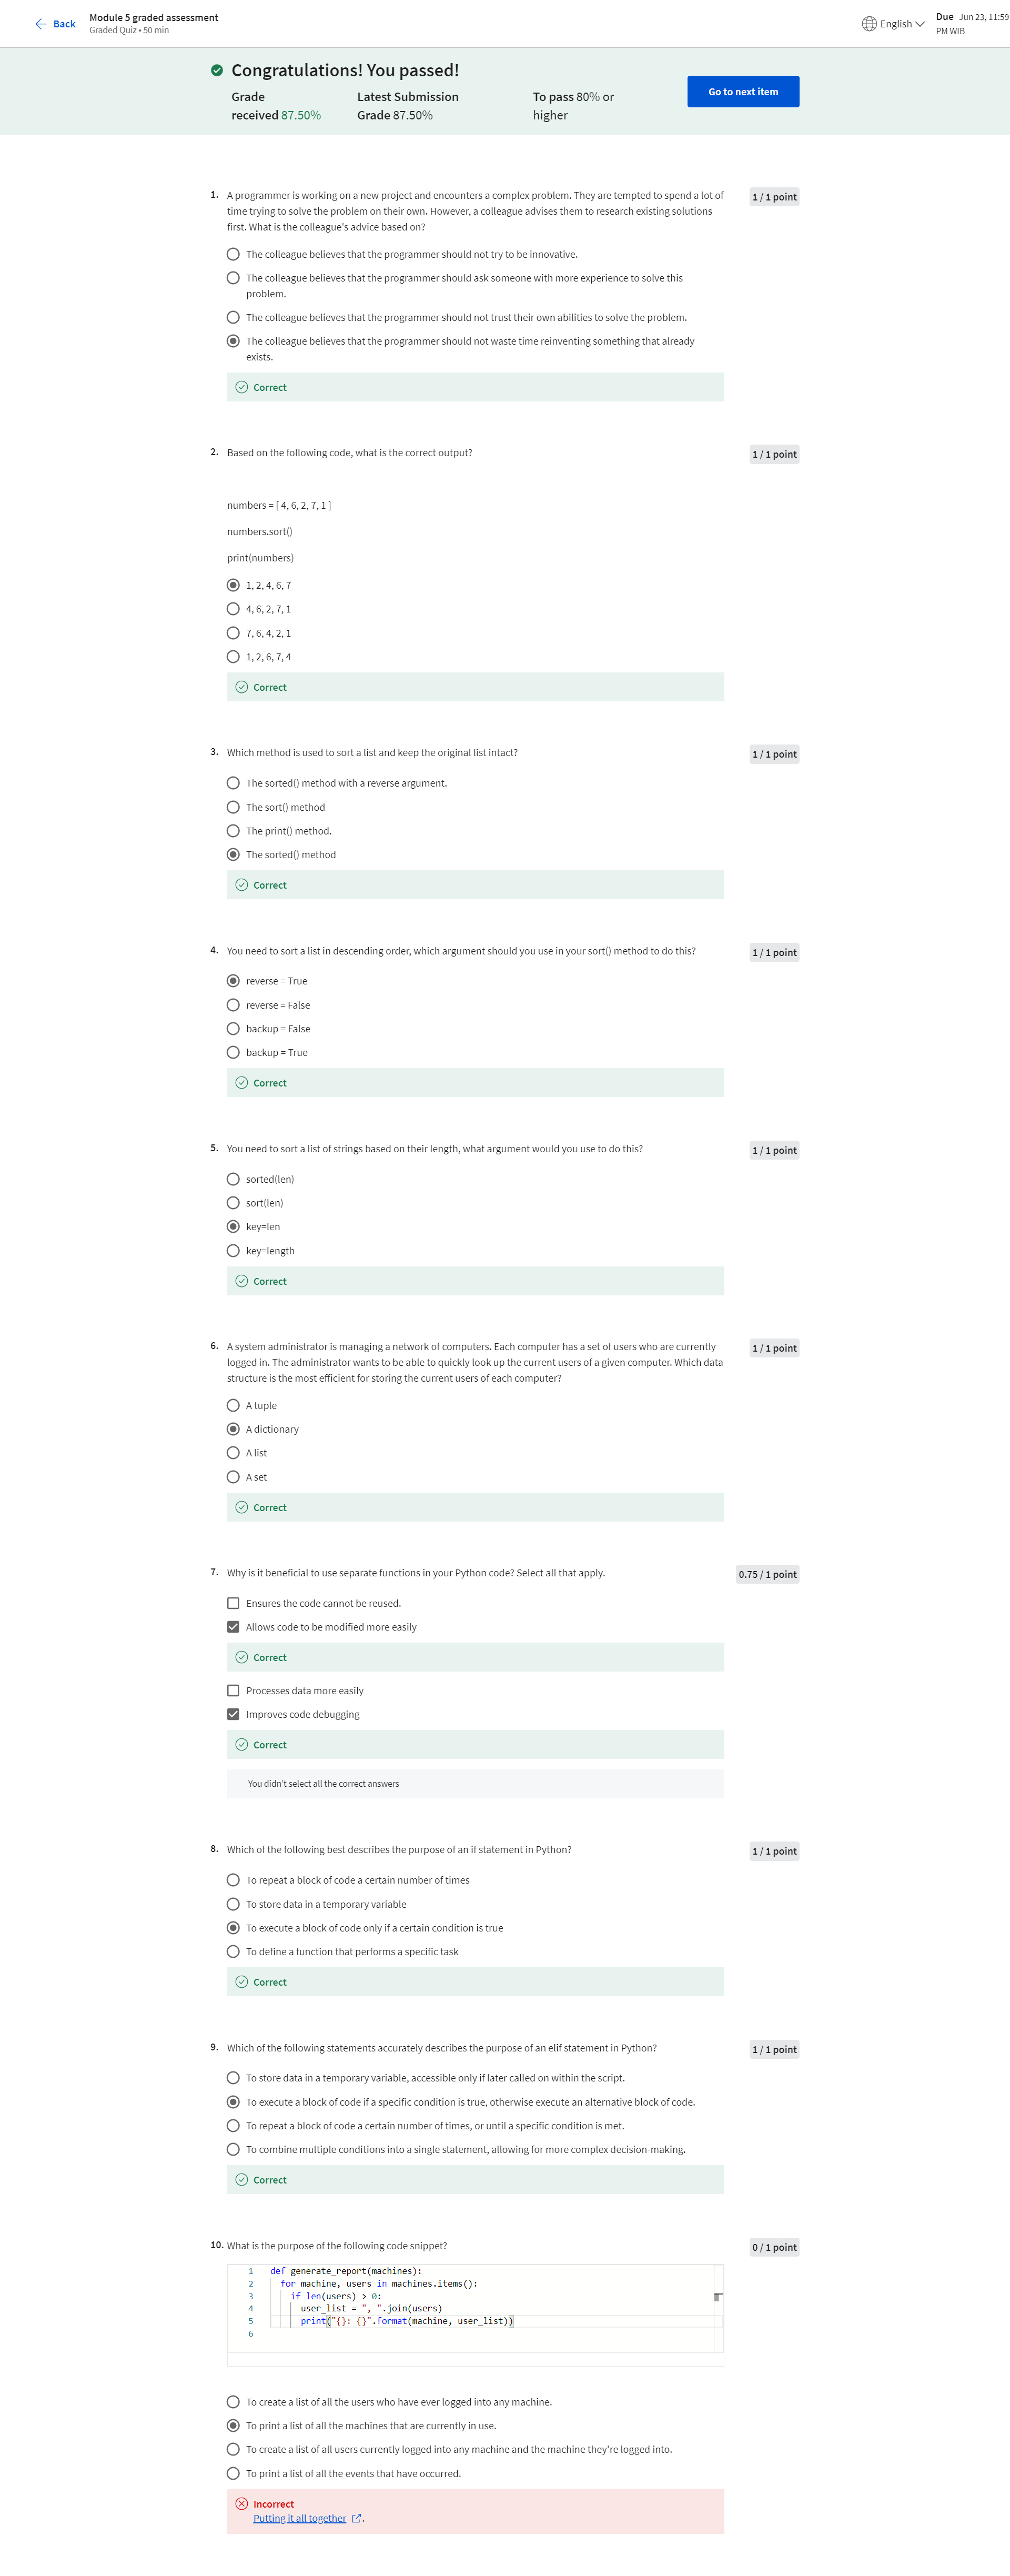 Back
Module 5 graded assessment
Graded Quiz • 50 min
English
Due Jun 23, 11:59
PM WIB
Congratulations! You passed!
Grade
received 87.50%
Latest Submission
Grade 87.50%
To pass 80% or
higher
Go to next item
1. A programmer is working on a new project and encounters a complex problem. They are tempted to spend a lot of
time trying to solve the problem on their own. However, a colleague advises them to research existing solutions
first. What is the colleague's advice based on?
1 / 1 point
The colleague believes that the programmer should not try to be innovative.
The colleague believes that the programmer should ask someone with more experience to solve this
problem.
The colleague believes that the programmer should not trust their own abilities to solve the problem.
The colleague believes that the programmer should not waste time reinventing something that already
exists.
Correct
2. Based on the following code, what is the correct output?
1 / 1 point
numbers = [ 4, 6, 2, 7, 1 ]
numbers.sort()
print(numbers)
1, 2, 4, 6, 7
4, 6, 2, 7, 1
7, 6, 4, 2, 1
1, 2, 6, 7, 4
Correct
3. Which method is used to sort a list and keep the original list intact?
1 / 1 point
The sorted() method with a reverse argument.
The sort() method
The print() method.
The sorted() method
Correct
4. You need to sort a list in descending order, which argument should you use in your sort() method to do this?
1 / 1 point
reverse = True
reverse = False
backup = False
backup = True
Correct
5. You need to sort a list of strings based on their length, what argument would you use to do this?
1 / 1 point
sorted(len)
sort(len)
key=len
key=length
Correct
6. A system administrator is managing a network of computers. Each computer has a set of users who are currently
logged in. The administrator wants to be able to quickly look up the current users of a given computer. Which data
structure is the most efficient for storing the current users of each computer?
1 / 1 point
A tuple
A dictionary
A list
A set
Correct
7. Why is it beneficial to use separate functions in your Python code? Select all that apply.
0.75 / 1 point
Ensures the code cannot be reused.
Allows code to be modified more easily
Correct
Processes data more easily
Improves code debugging
Correct
You didn't select all the correct answers
8. Which of the following best describes the purpose of an if statement in Python?
1 / 1 point
To repeat a block of code a certain number of times
To store data in a temporary variable
To execute a block of code only if a certain condition is true
To define a function that performs a specific task
Correct
9. Which of the following statements accurately describes the purpose of an elif statement in Python?
1 / 1 point
To store data in a temporary variable, accessible only if later called on within the script.
To execute a block of code if a specific condition is true, otherwise execute an alternative block of code.
To repeat a block of code a certain number of times, or until a specific condition is met.
To combine multiple conditions into a single statement, allowing for more complex decision-making.
Correct
10. What is the purpose of the following code snippet?
0 / 1 point
1 def generate_report(machines):
2 for machine, users in machines.items():
3 if len(users) > 0:
4 user_list = ", ".join(users)
5 print("{}: {}".format(machine, user_list))
6
To create a list of all the users who have ever logged into any machine.
To print a list of all the machines that are currently in use.
To create a list of all users currently logged into any machine and the machine they're logged into.
To print a list of all the events that have occurred.
Incorrect
Putting it all together .